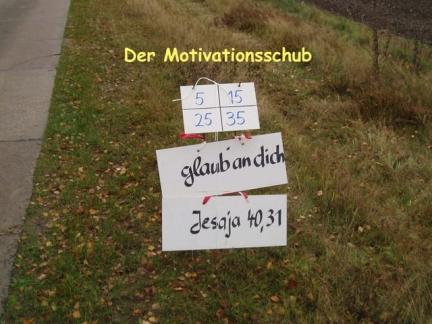 Der Motivationsschub
5 15
25 35
glaub' an dich
Jesaja 40,31